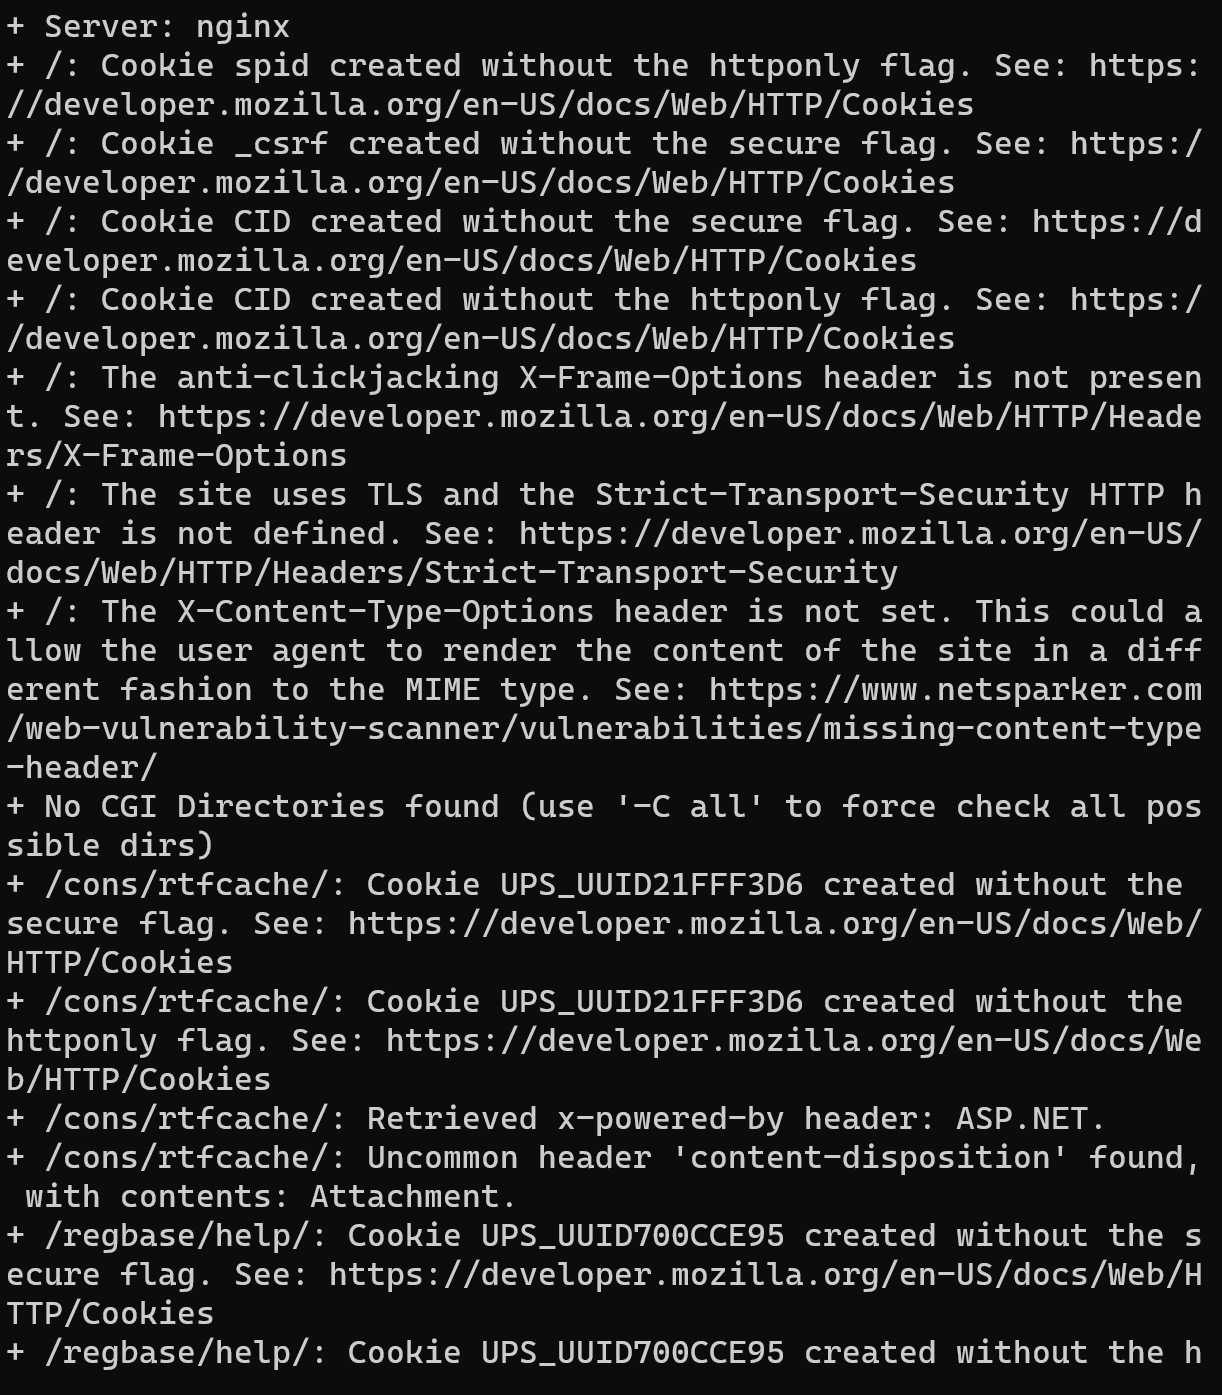 + Server: nginx
+ /: Cookie spid created without the httponly flag. See: https:
//developer.mozilla.org/en-US/docs/Web/HTTP/Cookies
+ /: Cookie _csrf created without the secure flag. See: https:/
/developer.mozilla.org/en-US/docs/Web/HTTP/Cookies
+ /: Cookie CID created without the secure flag. See: https://d
eveloper.mozilla.org/en-US/docs/Web/HTTP/Cookies
+ /: Cookie CID created without the httponly flag. See: https:/
/developer.mozilla.org/en-US/docs/Web/HTTP/Cookies
+ /: The anti-clickjacking X-Frame-Options header is not presen
t. See: https://developer.mozilla.org/en-US/docs/Web/HTTP/Heade
rs/X-Frame-Options
+ /: The site uses TLS and the Strict-Transport-Security HTTP h
eader is not defined. See: https://developer.mozilla.org/en-US/
docs/Web/HTTP/Headers/Strict-Transport-Security
+ /: The X-Content-Type-Options header is not set. This could a
llow the user agent to render the content of the site in a diff
erent fashion to the MIME type. See: https://www.netsparker.com
/web-vulnerability-scanner/vulnerabilities/missing-content-type
-header/
+ No CGI Directories found (use '-C all' to force check all pos
sible dirs)
+ /cons/rtfcache/: Cookie UPS_UUID21FFF3D6 created without the
secure flag. See: https://developer.mozilla.org/en-US/docs/Web/
HTTP/Cookies
+ /cons/rtfcache/: Cookie UPS_UUID21FFF3D6 created without the
httponly flag. See: https://developer.mozilla.org/en-US/docs/We
b/HTTP/Cookies
+ /cons/rtfcache/: Retrieved x-powered-by header: ASP.NET.
+ /cons/rtfcache/: Uncommon header 'content-disposition' found,
 with contents: Attachment.
+ /regbase/help/: Cookie UPS_UUID700CCE95 created without the s
ecure flag. See: https://developer.mozilla.org/en-US/docs/Web/H
TTP/Cookies
+ /regbase/help/: Cookie UPS_UUID700CCE95 created without the h